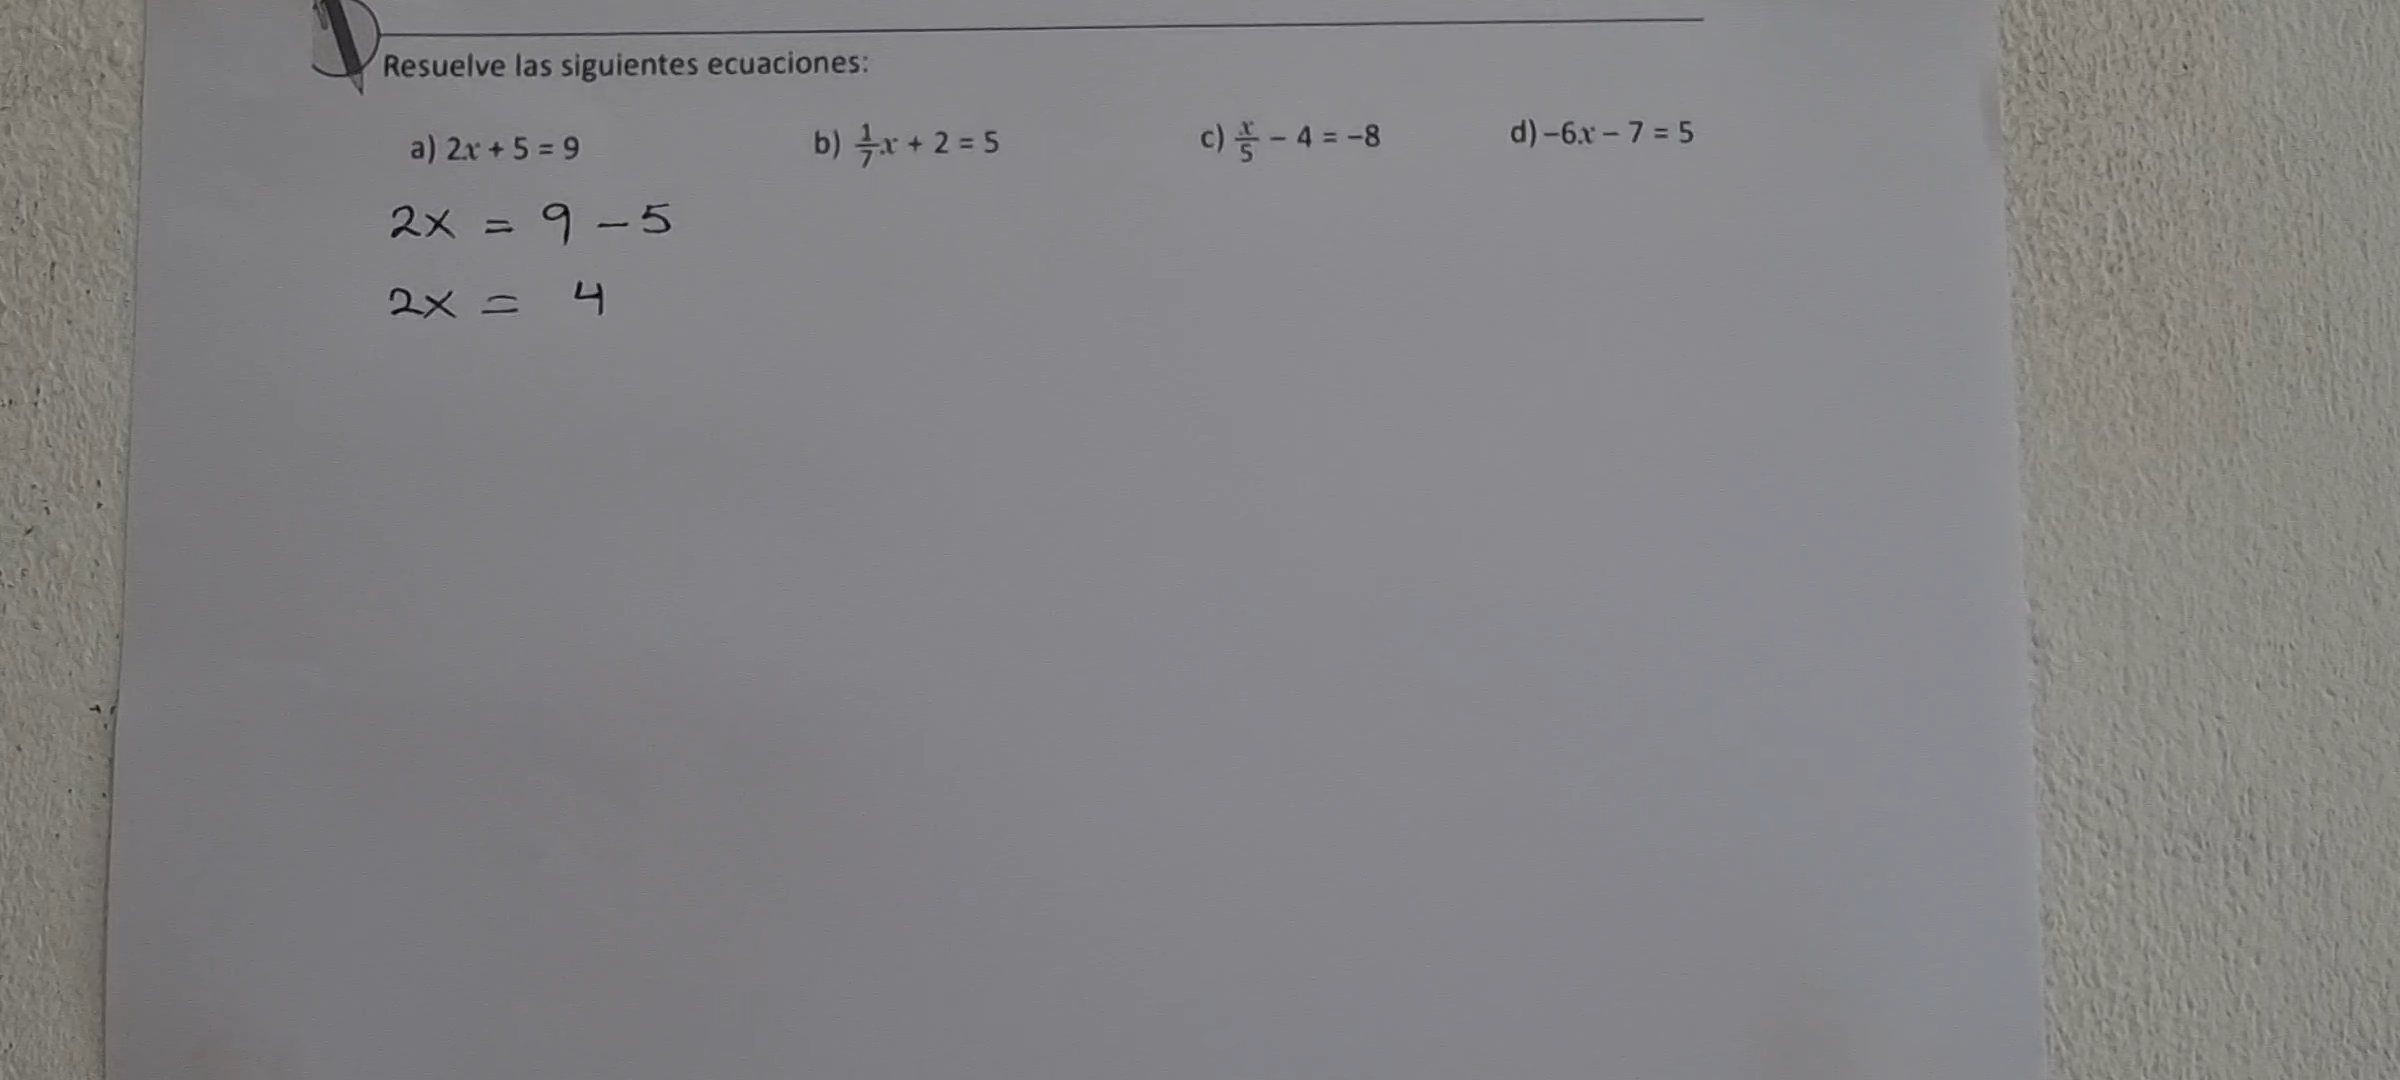 Resuelve las siguientes ecuaciones:
a) 2x + 5 = 9 b) 1/7 x + 2 = 5 c) x/5 − 4 = −8 d) −6x − 7 = 5
2x = 9 − 5
2x = 4